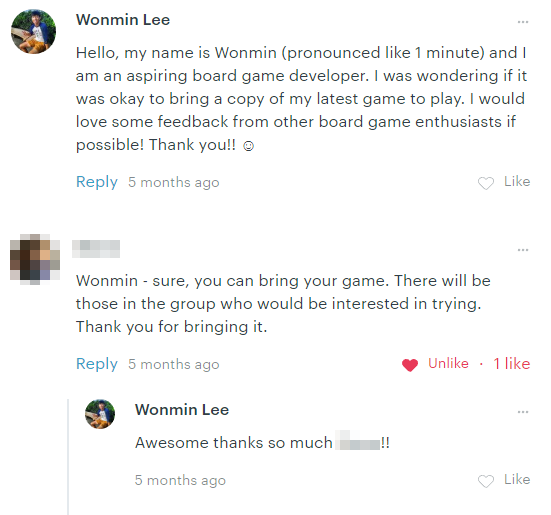 Wonmin Lee
Hello, my name is Wonmin (pronounced like 1 minute) and I
am an aspiring board game developer. I was wondering if it
was okay to bring a copy of my latest game to play. I would
love some feedback from other board game enthusiasts if
possible! Thank you!! ☺
Reply 5 months ago Like
Wonmin - sure, you can bring your game. There will be
those in the group who would be interested in trying.
Thank you for bringing it.
Reply 5 months ago Unlike · 1 like
Wonmin Lee
Awesome thanks so much !!
5 months ago Like